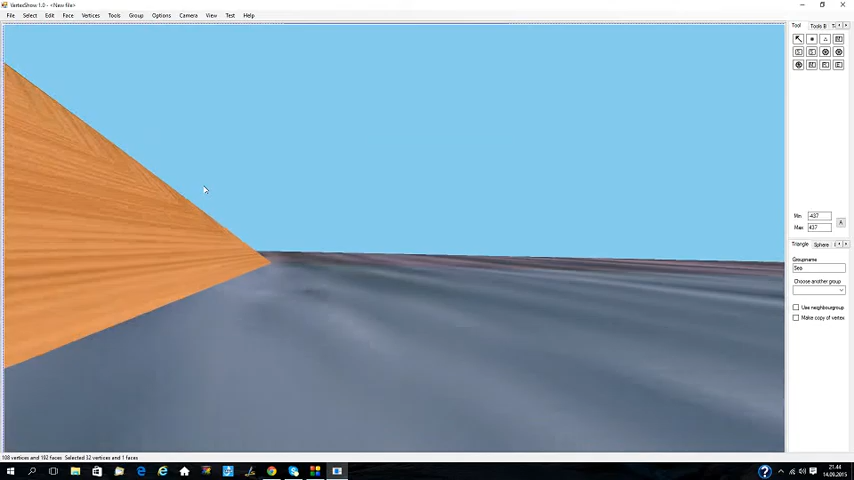 VertexShow 1.0 - <New file>
File Select Edit Face Vertices Tools Group Options Camera View Test Help
Tool Tools B
Min -437
Max 437
Triangle Sphere
Groupname
Sea
Choose another group
Use neighbourgroup
Make copy of vertex
108 vertices and 182 faces Selected 32 vertices and 1 faces
21.44
14.09.2015